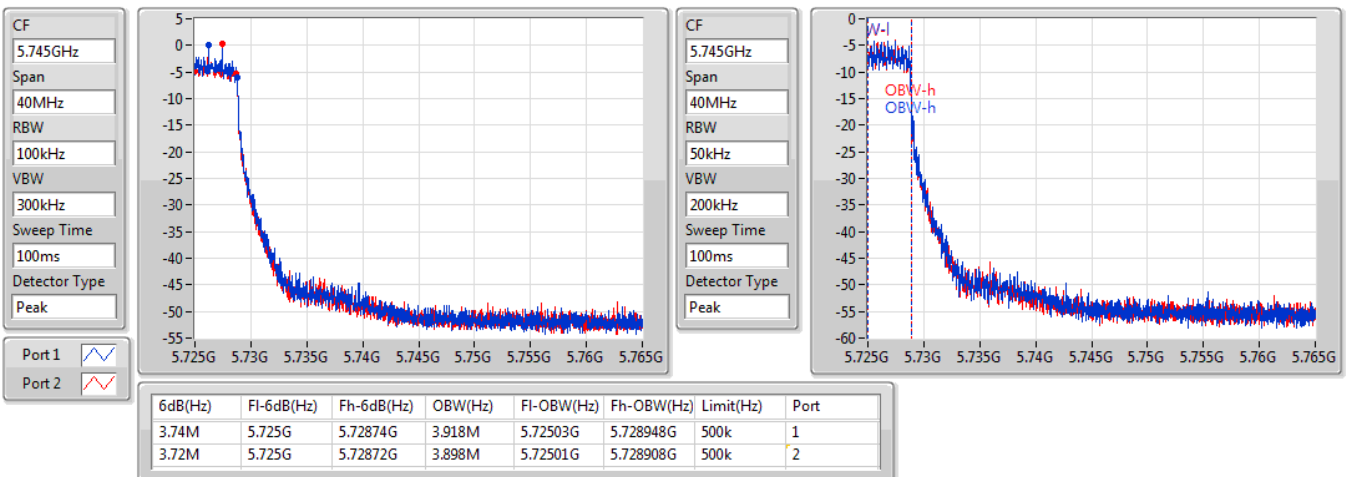 CF
5.745GHz
Span
40MHz
RBW
100kHz
VBW
300kHz
Sweep Time
100ms
Detector Type
Peak
Port 1
Port 2
5
0
-5
-10
-15
-20
-25
-30
-35
-40
-45
-50
-55
5.725G 5.73G 5.735G 5.74G 5.745G 5.75G 5.755G 5.76G 5.765G
CF
5.745GHz
Span
40MHz
RBW
50kHz
VBW
200kHz
Sweep Time
100ms
Detector Type
Peak
0
-5
-10
-15
-20
-25
-30
-35
-40
-45
-50
-55
-60
W-l
OBW-h
OBW-h
5.725G 5.73G 5.735G 5.74G 5.745G 5.75G 5.755G 5.76G 5.765G
6dB(Hz) Fl-6dB(Hz) Fh-6dB(Hz) OBW(Hz) Fl-OBW(Hz) Fh-OBW(Hz) Limit(Hz) Port
3.74M 5.725G 5.72874G 3.918M 5.72503G 5.728948G 500k 1
3.72M 5.725G 5.72872G 3.898M 5.72501G 5.728908G 500k 2